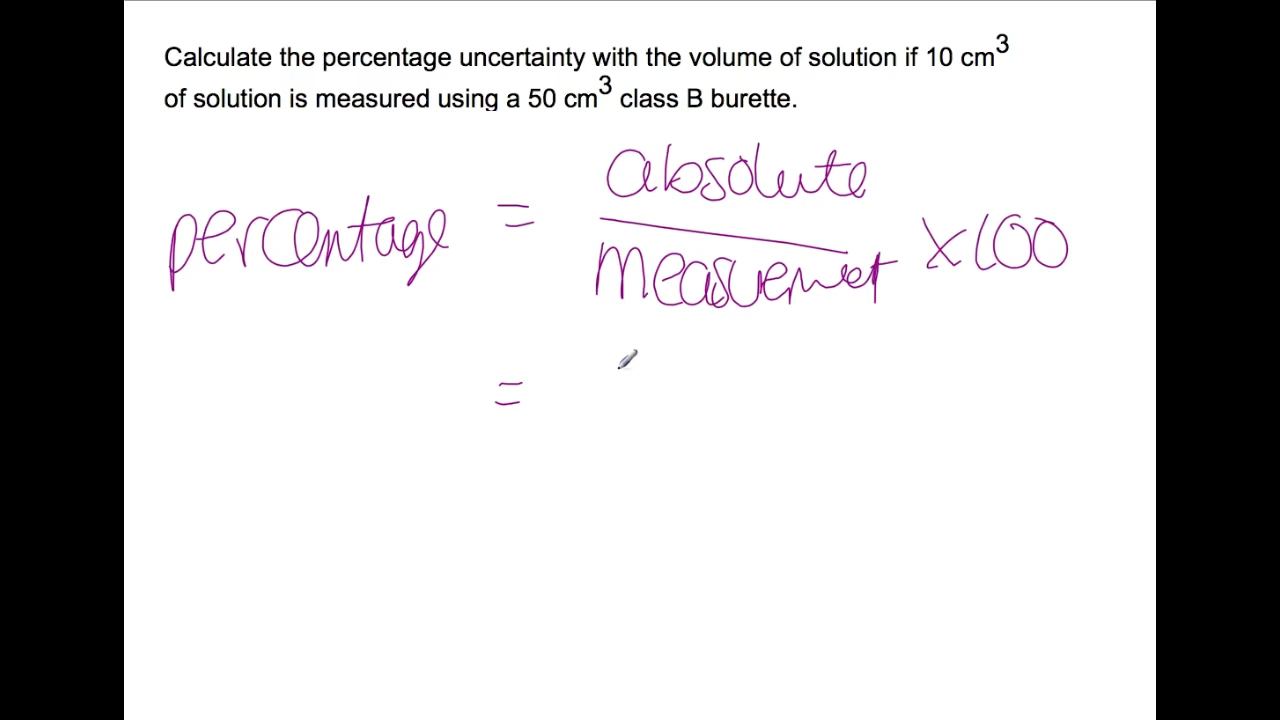 Calculate the percentage uncertainty with the volume of solution if 10 cm³
of solution is measured using a 50 cm³ class B burette.
percentage = absolute / measuremet × 100
=